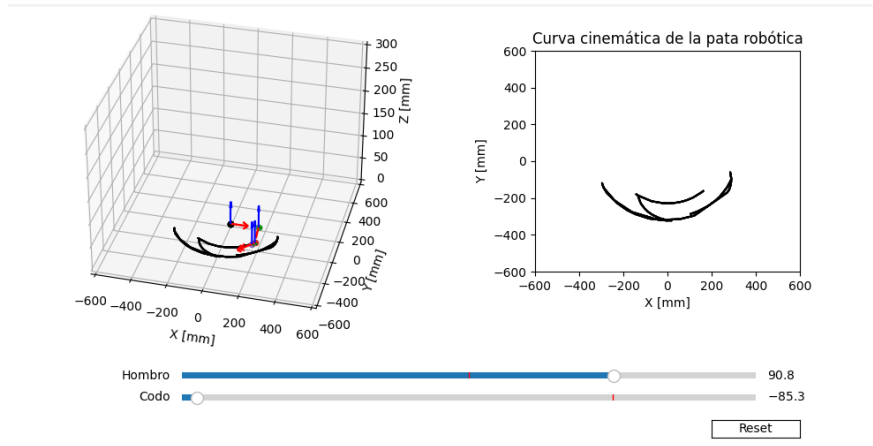 Curva cinemática de la pata robótica
300
250
200
150
100
50
0
Z [mm]
600
400
200
0
−200
−400
−600
Y [mm]
−600 −400 −200 0 200 400 600
X [mm]
600
400
200
0
−200
−400
−600
Y [mm]
−600 −400 −200 0 200 400 600
X [mm]
Hombro 90.8
Codo −85.3
Reset